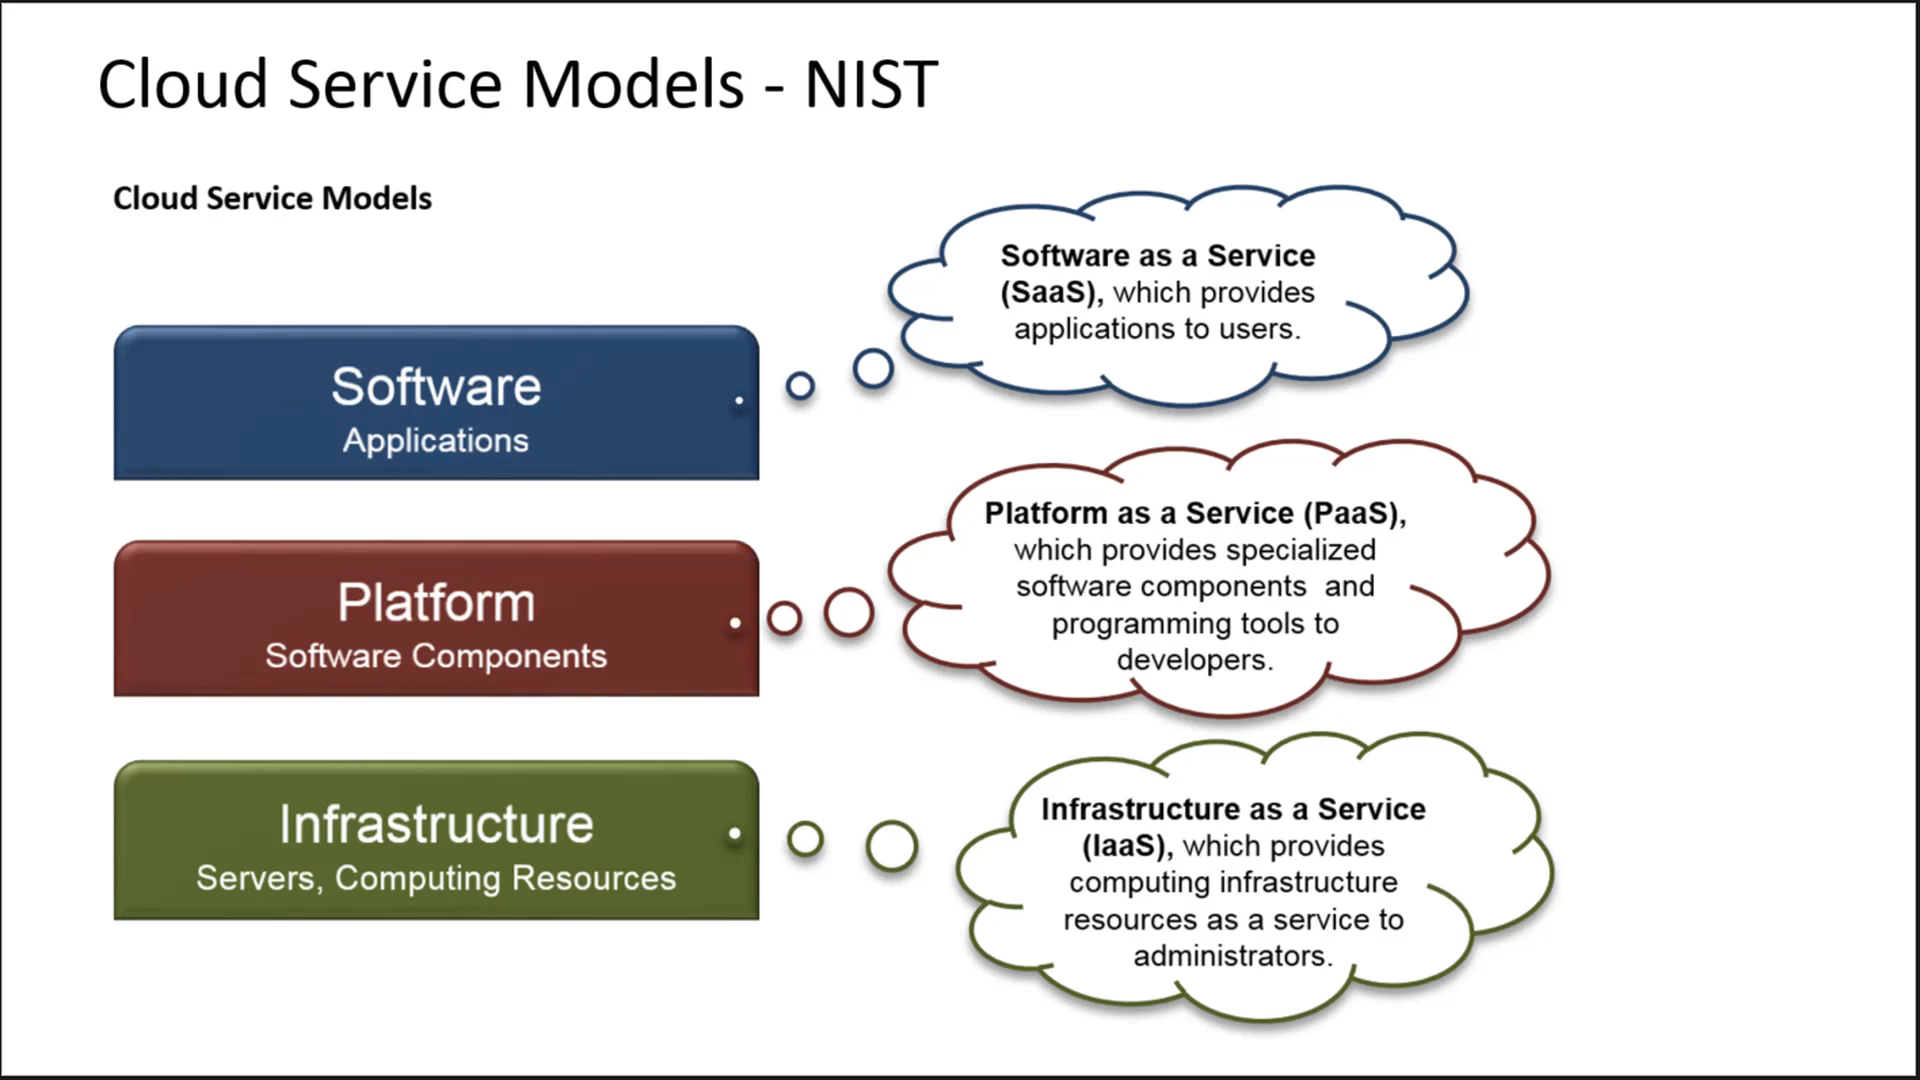 Cloud Service Models - NIST
Cloud Service Models
Software
Applications
Software as a Service
(SaaS), which provides
applications to users.
Platform
Software Components
Platform as a Service (PaaS),
which provides specialized
software components  and
programming tools to
developers.
Infrastructure
Servers, Computing Resources
Infrastructure as a Service
(IaaS), which provides
computing infrastructure
resources as a service to
administrators.